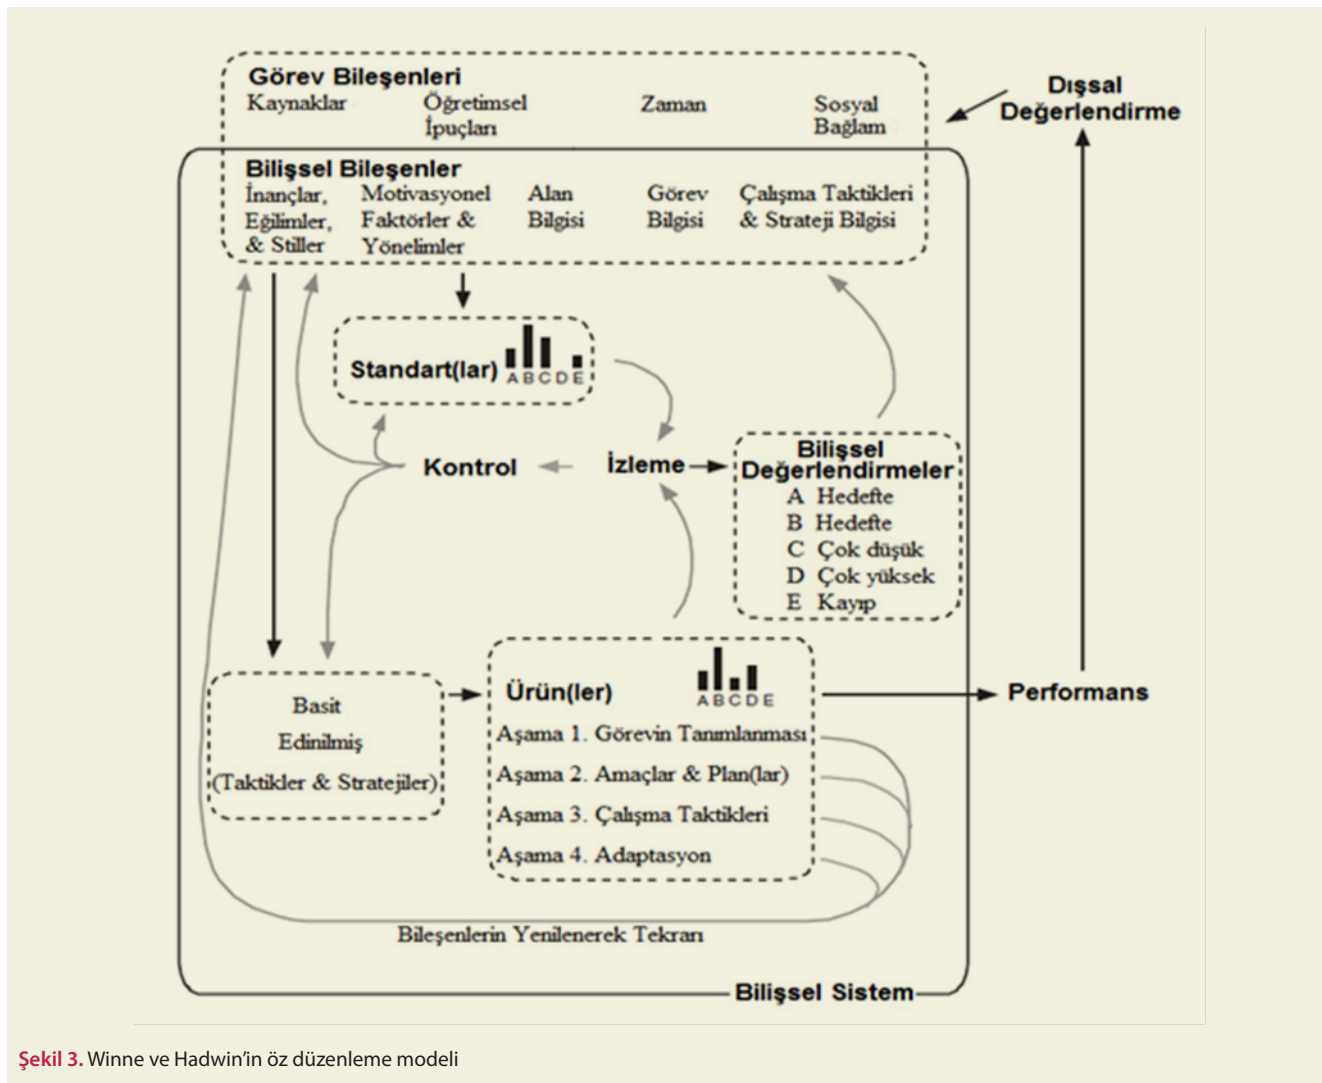 Görev Bileşenleri
Kaynaklar
Öğretimsel
İpuçları
Zaman
Sosyal
Bağlam
Dışsal
Değerlendirme
Bilişsel Bileşenler
İnançlar,
Eğilimler,
& Stiller
Motivasyonel
Faktörler &
Yönelimler
Alan
Bilgisi
Görev
Bilgisi
Çalışma Taktikleri
& Strateji Bilgisi
Standart(lar)
A B C D E
Kontrol
İzleme
Bilişsel
Değerlendirmeler
A Hedefte
B Hedefte
C Çok düşük
D Çok yüksek
E Kayıp
Basit
Edinilmiş
(Taktikler & Stratejiler)
Ürün(ler)
A B C D E
Aşama 1. Görevin Tanımlanması
Aşama 2. Amaçlar & Plan(lar)
Aşama 3. Çalışma Taktikleri
Aşama 4. Adaptasyon
Performans
Bileşenlerin Yenilenerek Tekrarı
Bilişsel Sistem
Şekil 3. Winne ve Hadwin’in öz düzenleme modeli